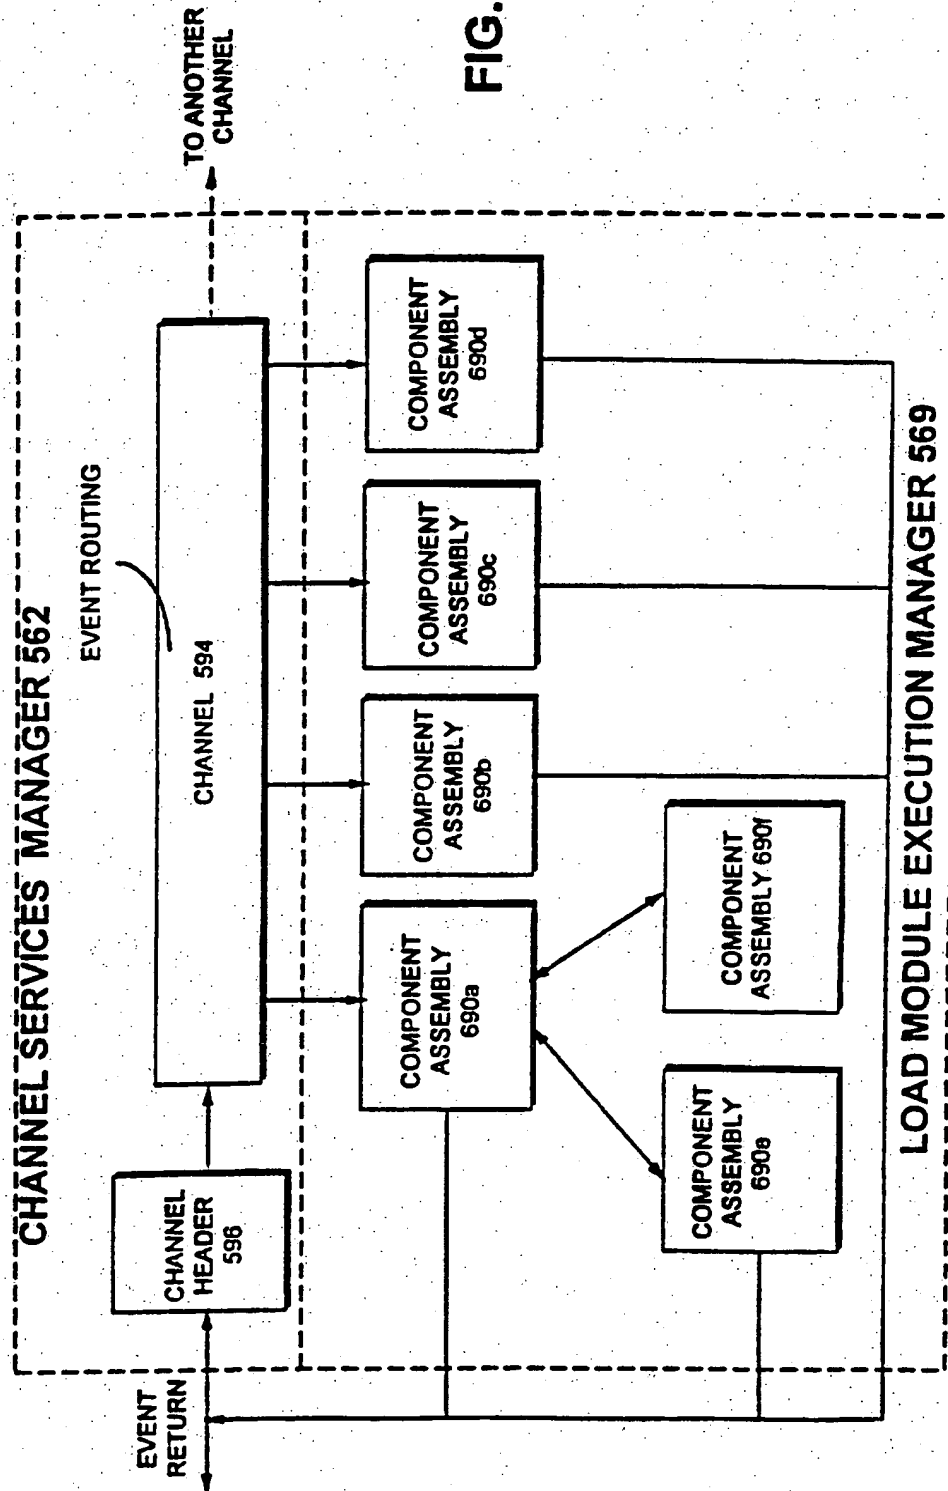 CHANNEL SERVICES MANAGER 562
EVENT ROUTING
TO ANOTHER
CHANNEL
EVENT
RETURN
CHANNEL
HEADER
596
CHANNEL 594
COMPONENT
ASSEMBLY
690a
COMPONENT
ASSEMBLY
690b
COMPONENT
ASSEMBLY
690c
COMPONENT
ASSEMBLY
690d
COMPONENT
ASSEMBLY
690e
COMPONENT
ASSEMBLY 690f
LOAD MODULE EXECUTION MANAGER 569
FIG.